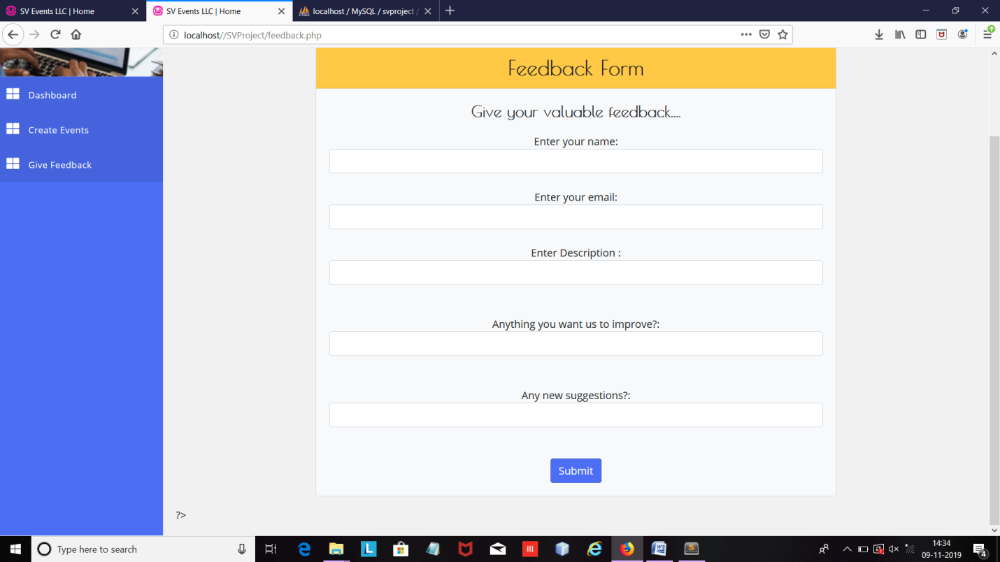 SV Events LLC | Home
SV Events LLC | Home
localhost / MySQL / svproject /
localhost//SVProject/feedback.php
Dashboard
Create Events
Give Feedback
Feedback Form
Give your valuable feedback....
Enter your name:
Enter your email:
Enter Description :
Anything you want us to improve?:
Any new suggestions?:
Submit
?>
Type here to search
14:34
09-11-2019
4